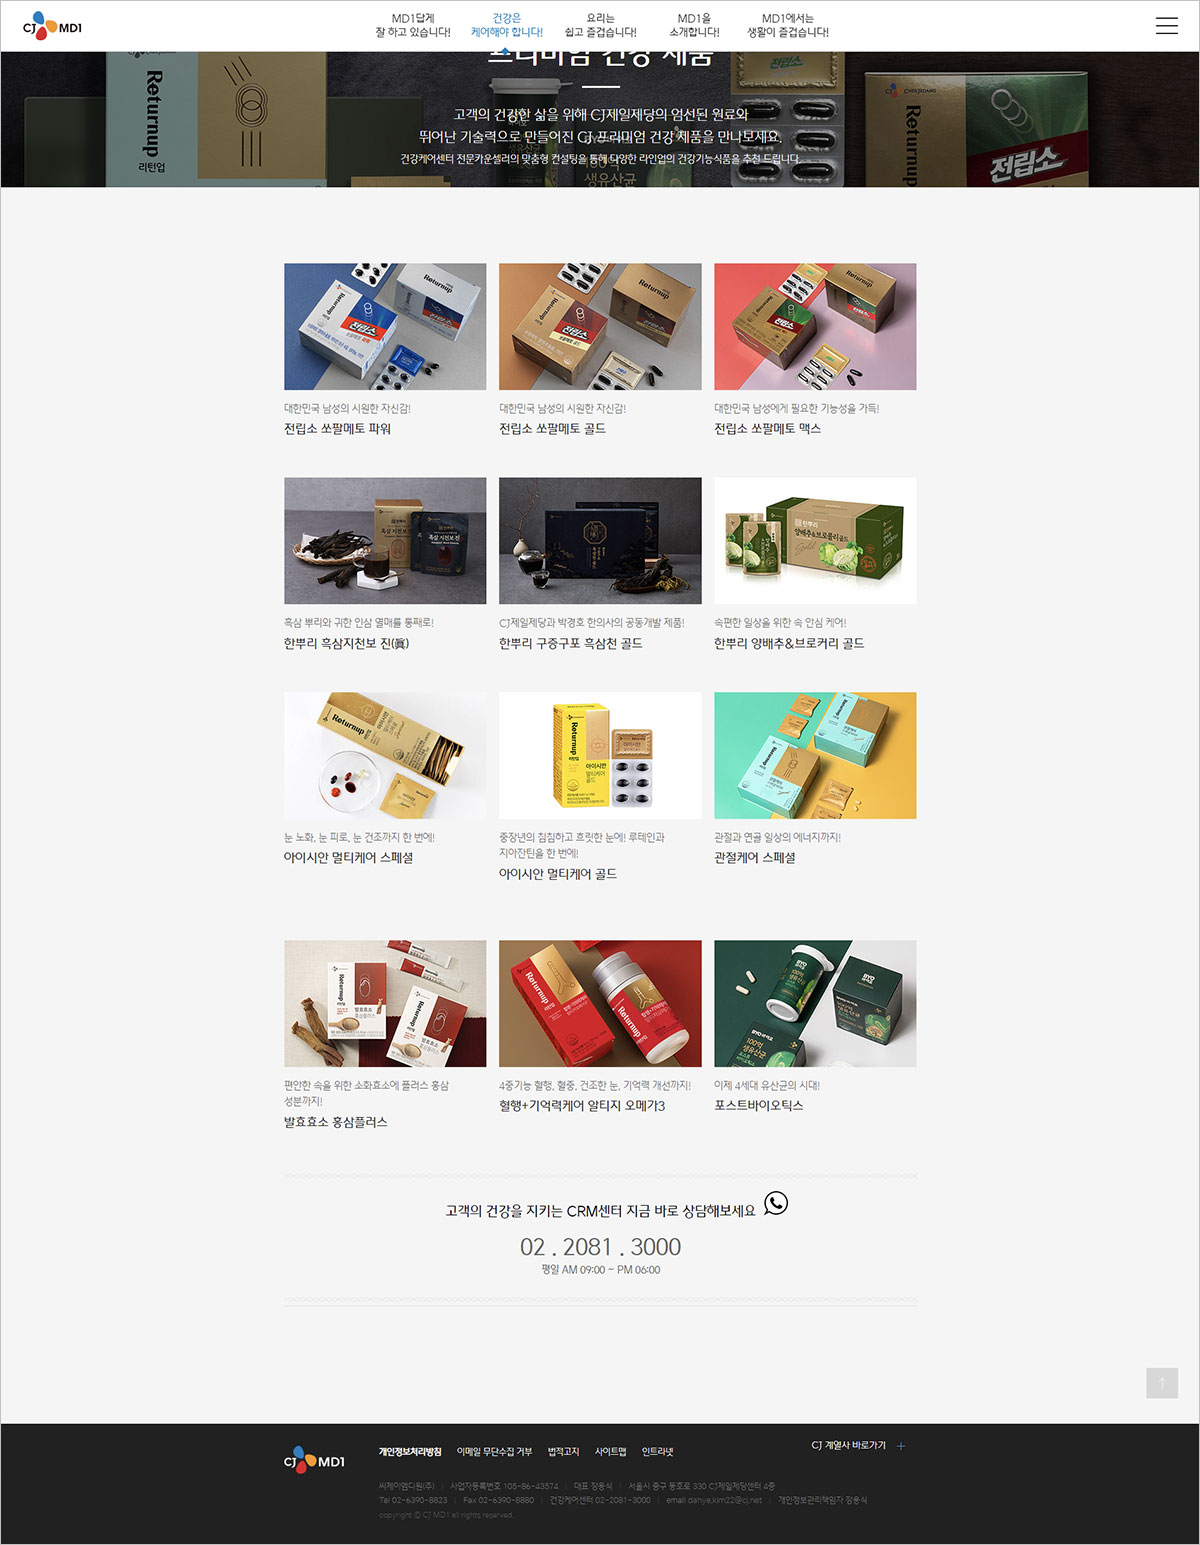 CJ MD1
MD1답게
잘 하고 있습니다!
건강은
케어해야 합니다!
요리는
쉽고 즐겁습니다!
MD1을
소개합니다!
MD1에서는
생활이 즐겁습니다!
프리미엄 건강 제품
고객의 건강한 삶을 위해 CJ제일제당의 엄선된 원료와
뛰어난 기술력으로 만들어진 CJ 프리미엄 건강 제품을 만나보세요.
건강케어센터 전문카운셀러의 맞춤형 컨설팅을 통해 다양한 라인업의 건강기능식품을 추천 드립니다.
Returnup
리턴업
생유산균
Returnup
전립소
대한민국 남성의 시원한 자신감!
전립소 쏘팔메토 파워
대한민국 남성의 시원한 자신감!
전립소 쏘팔메토 골드
대한민국 남성에게 필요한 기능성을 가득!
전립소 쏘팔메토 맥스
흑삼 뿌리와 귀한 인삼 열매를 통째로!
한뿌리 흑삼지천보 진(眞)
CJ제일제당과 박경호 한의사의 공동개발 제품!
한뿌리 구증구포 흑삼천 골드
속편한 일상을 위한 속 안심 케어!
한뿌리 양배추&브로커리 골드
눈 노화, 눈 피로, 눈 건조까지 한 번에!
아이시안 멀티케어 스페셜
중장년의 침침하고 흐릿한 눈에! 루테인과
지아잔틴을 한 번에!
아이시안 멀티케어 골드
관절과 연골 일상의 에너지까지!
관절케어 스페셜
편안한 속을 위한 소화효소에 플러스 홍삼
성분까지!
발효효소 홍삼플러스
4중기능 혈행, 혈중, 건조한 눈, 기억력 개선까지!
혈행+기억력케어 알티지 오메가3
이제 4세대 유산균의 시대!
포스트바이오틱스
고객의 건강을 지키는 CRM센터 지금 바로 상담해보세요
02 . 2081 . 3000
평일 AM 09:00 ~ PM 06:00
CJ MD1
개인정보처리방침 이메일 무단수집 거부 법적고지 사이트맵 인트라넷
CJ 계열사 바로가기 +
씨제이엠디원(주) | 사업자등록번호 105-86-43574 | 대표 장용식 | 서울시 중구 동호로 330 CJ제일제당센터 4층
Tel 02-6390-8823 | Fax 02-6390-8880 | 건강케어센터 02-2081-3000 | email dahye.kim22@cj.net | 개인정보관리책임자 장용식
copyright ⓒ CJ MD1 all rights reserved.